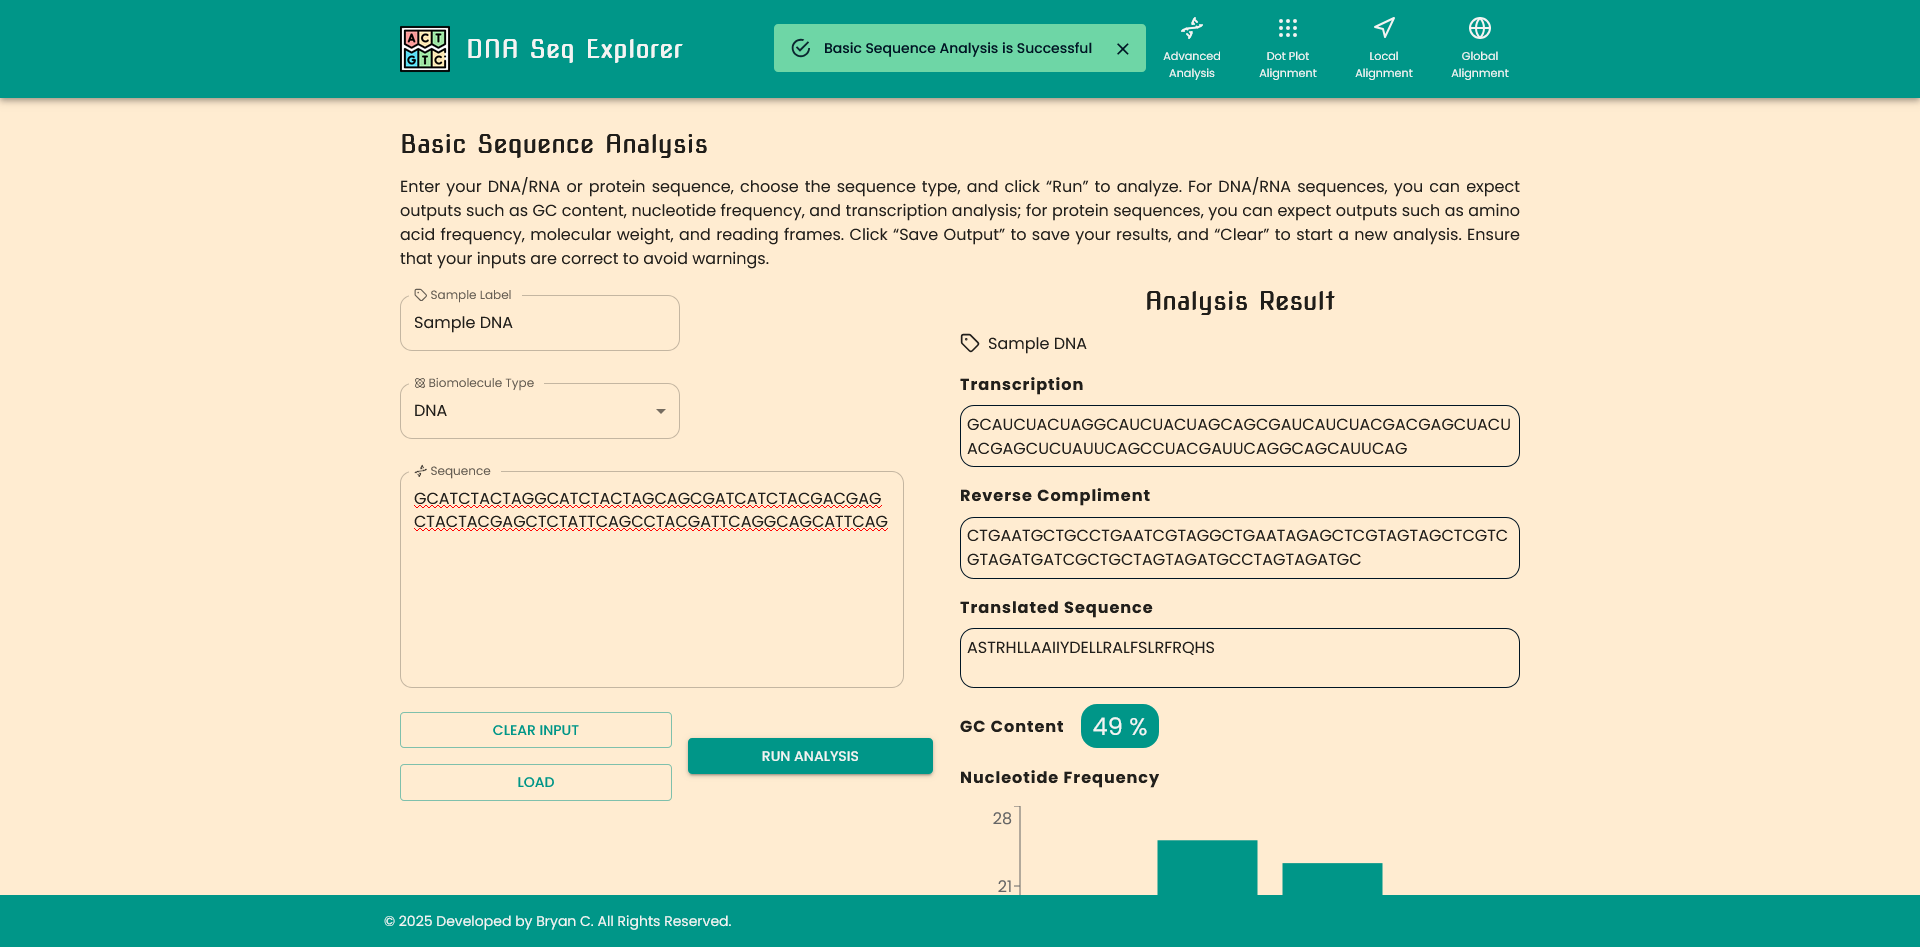 ACT
GTC
DNA Seq Explorer
Basic Sequence Analysis is Successful
Advanced
Analysis
Dot Plot
Alignment
Local
Alignment
Global
Alignment
Basic Sequence Analysis
Enter your DNA/RNA or protein sequence, choose the sequence type, and click “Run” to analyze. For DNA/RNA sequences, you can expect
outputs such as GC content, nucleotide frequency, and transcription analysis; for protein sequences, you can expect outputs such as amino
acid frequency, molecular weight, and reading frames. Click “Save Output” to save your results, and “Clear” to start a new analysis. Ensure
that your inputs are correct to avoid warnings.
Sample Label
Sample DNA
Biomolecule Type
DNA
Sequence
GCATCTACTAGGCATCTACTAGCAGCGATCATCTACGACGAG
CTACTACGAGCTCTATTCAGCCTACGATTCAGGCAGCATTCAG
CLEAR INPUT
LOAD
RUN ANALYSIS
Analysis Result
Sample DNA
Transcription
GCAUCUACUAGGCAUCUACUAGCAGCGAUCAUCUACGACGAGCUACU
ACGAGCUCUAUUCAGCCUACGAUUCAGGCAGCAUUCAG
Reverse Compliment
CTGAATGCTGCCTGAATCGTAGGCTGAATAGAGCTCGTAGTAGCTCGTC
GTAGATGATCGCTGCTAGTAGATGCCTAGTAGATGC
Translated Sequence
ASTRHLLAAIIYDELLRALFSLRFRQHS
GC Content
49 %
Nucleotide Frequency
28
21
© 2025 Developed by Bryan C. All Rights Reserved.